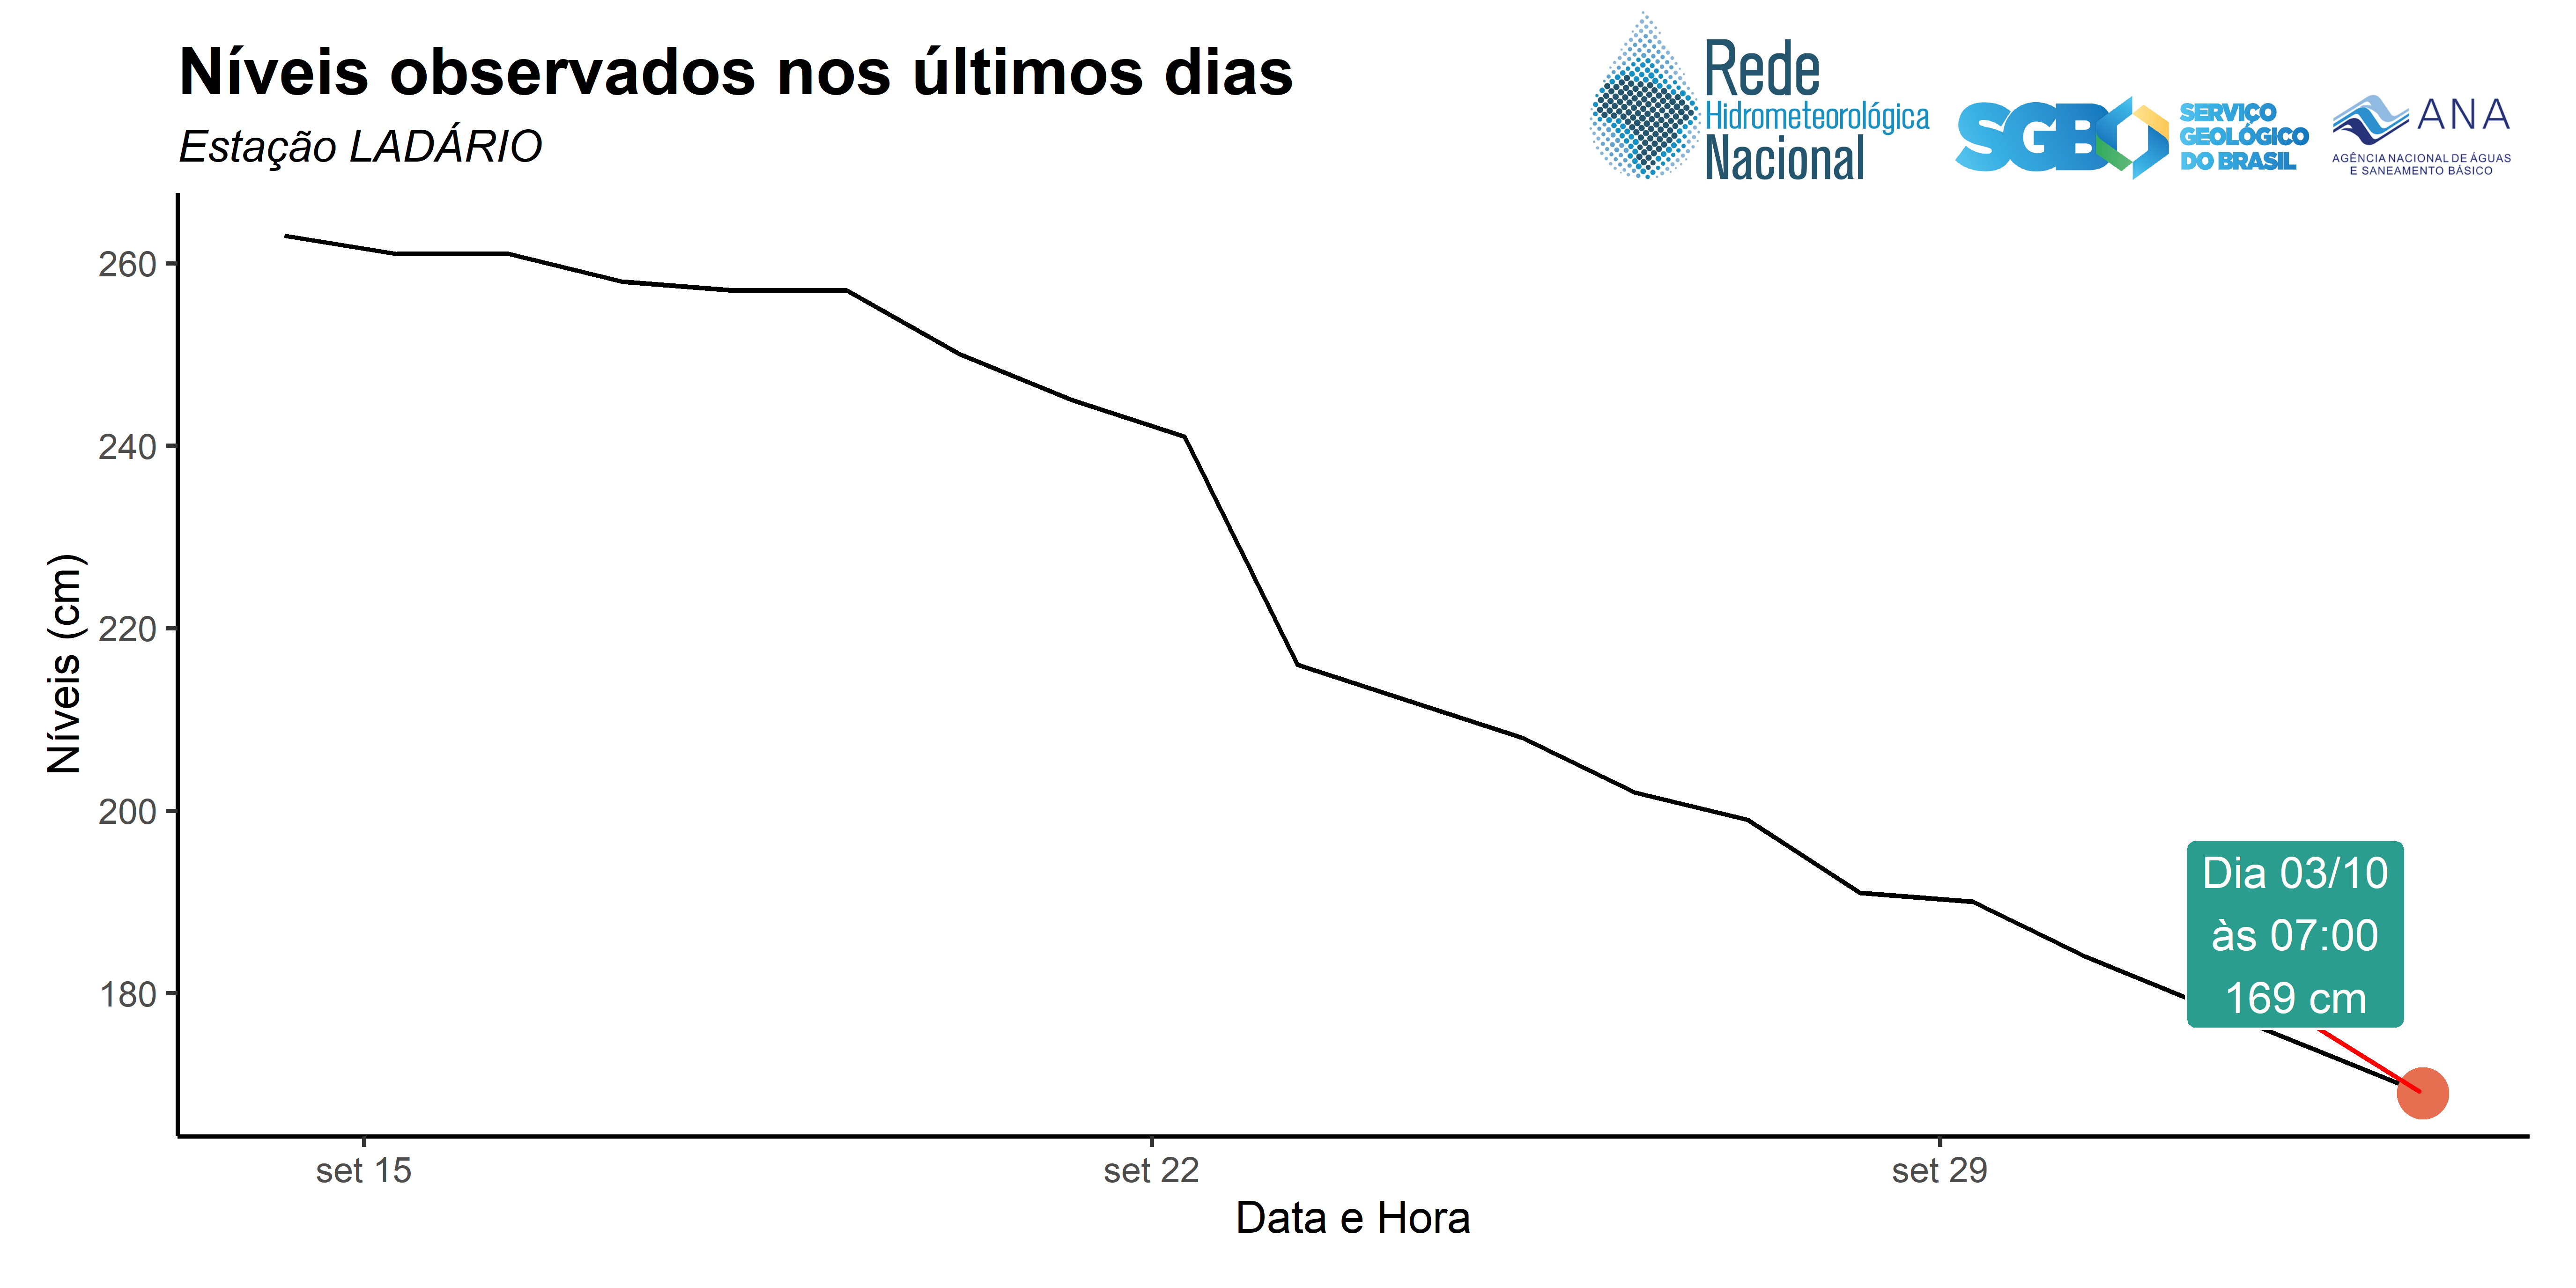 Níveis observados nos últimos dias
Estação LADÁRIO
Rede
Hidrometeorológica
Nacional
SGB
SERVIÇO
GEOLÓGICO
DO BRASIL
ANA
AGÊNCIA NACIONAL DE ÁGUAS
E SANEAMENTO BÁSICO
Níveis (cm)
260
240
220
200
180
Dia 03/10
às 07:00
169 cm
set 15
set 22
set 29
Data e Hora